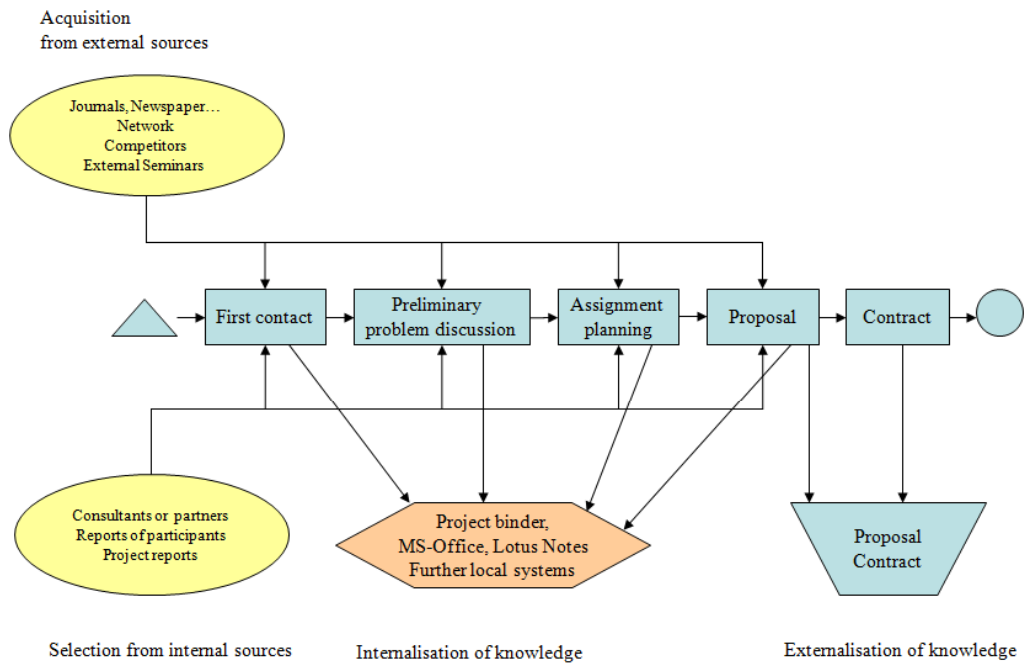 Acquisition
from external sources
Journals, Newspaper…
Network
Competitors
External Seminars
First contact
Preliminary
problem discussion
Assignment
planning
Proposal
Contract
Consultants or partners
Reports of participants
Project reports
Project binder,
MS-Office, Lotus Notes
Further local systems
Proposal
Contract
Selection from internal sources
Internalisation of knowledge
Externalisation of knowledge